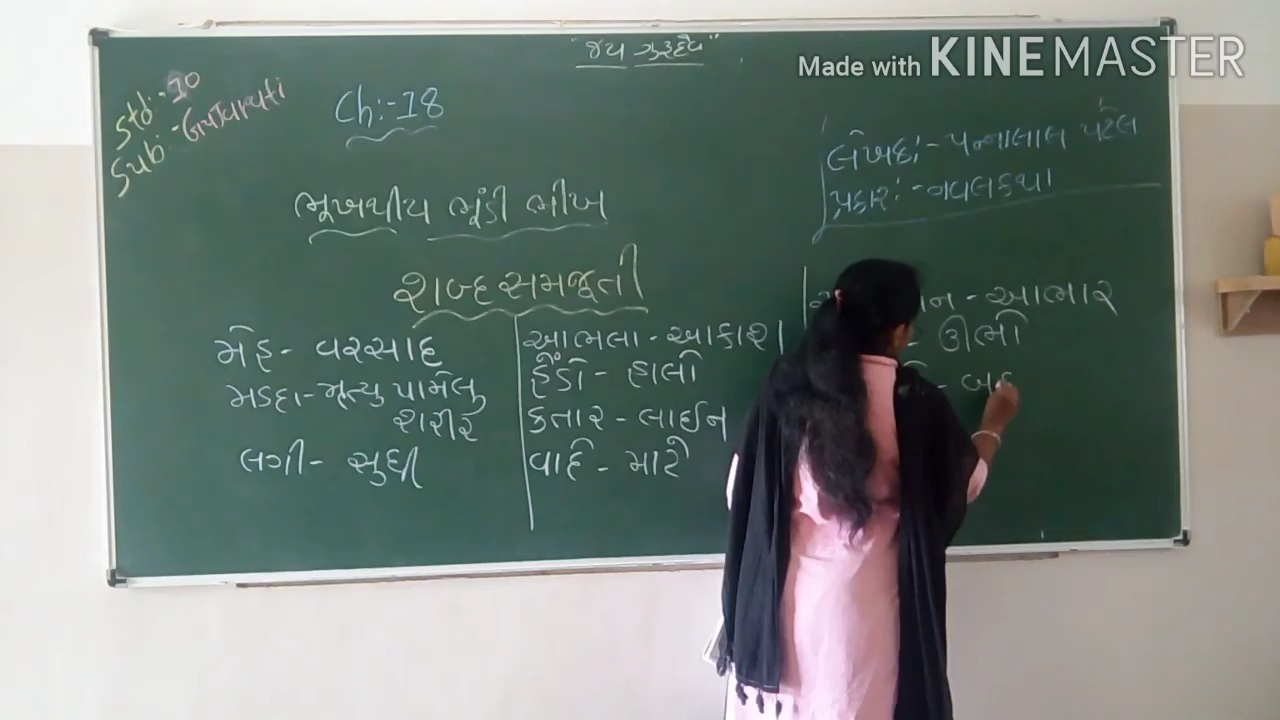 "જય ગુરૂદેવ"
Made with KINEMASTER
Std:-10
Sub:-Gujarati
Ch:-18
લેખક:-પન્નાલાલ પટેલ
પ્રકાર:-નવલકથા
ભૂખથીય ભૂંડી ભીખ
શબ્દસમજૂતી
મેહ- વરસાદ
મડદા-મૃત્યુ પામેલુ
શરીર
લગી- સુધી
આભલા-આકાશ
હેંડો- હાલો
કતાર-લાઈન
વાહે- માટે
- આભાર
- ઊભો